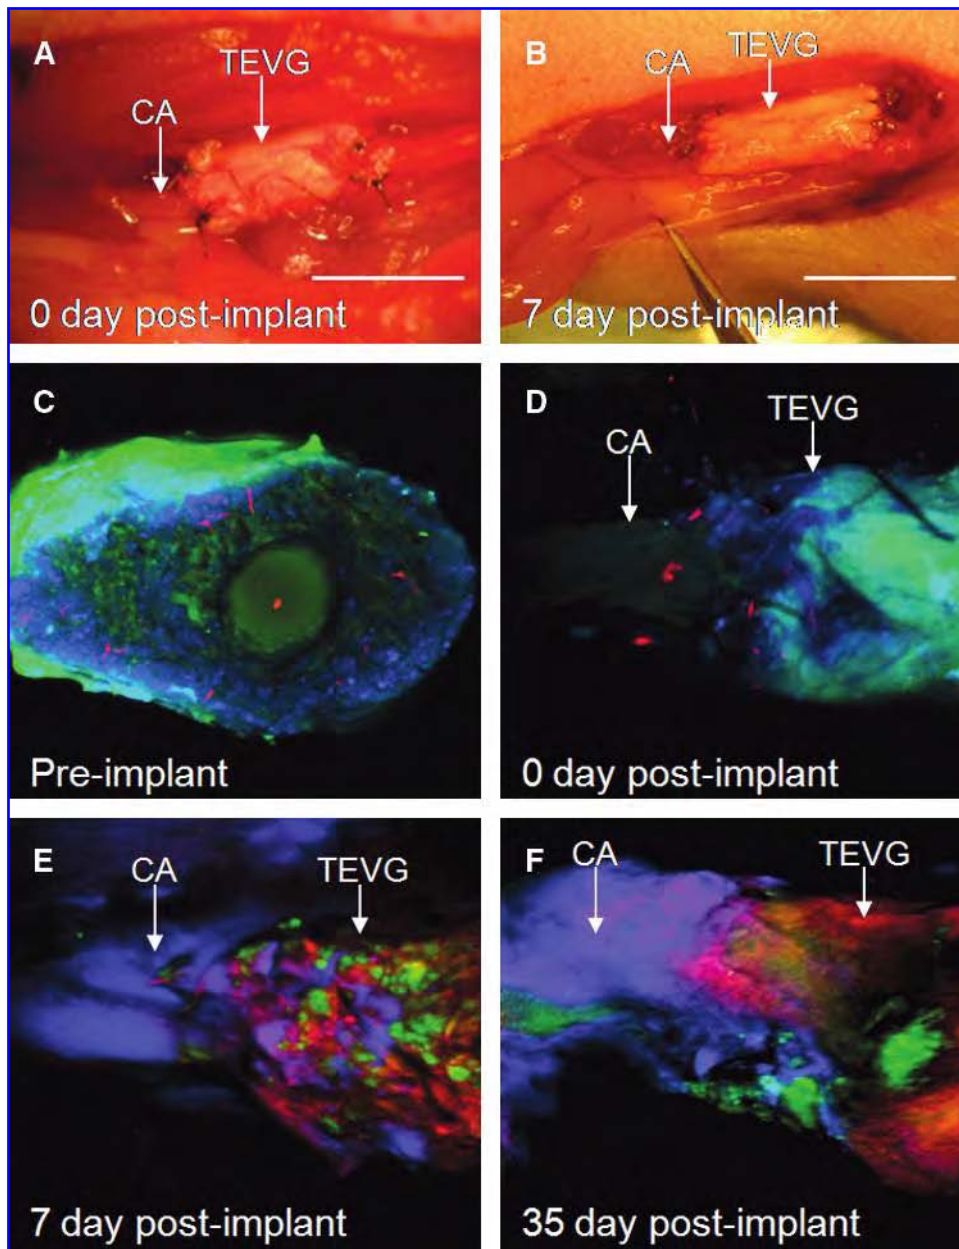 A
TEVG
CA
0 day post-implant
B
TEVG
CA
7 day post-implant
C
Pre-implant
D
TEVG
CA
0 day post-implant
E
CA
TEVG
7 day post-implant
F
CA
TEVG
35 day post-implant